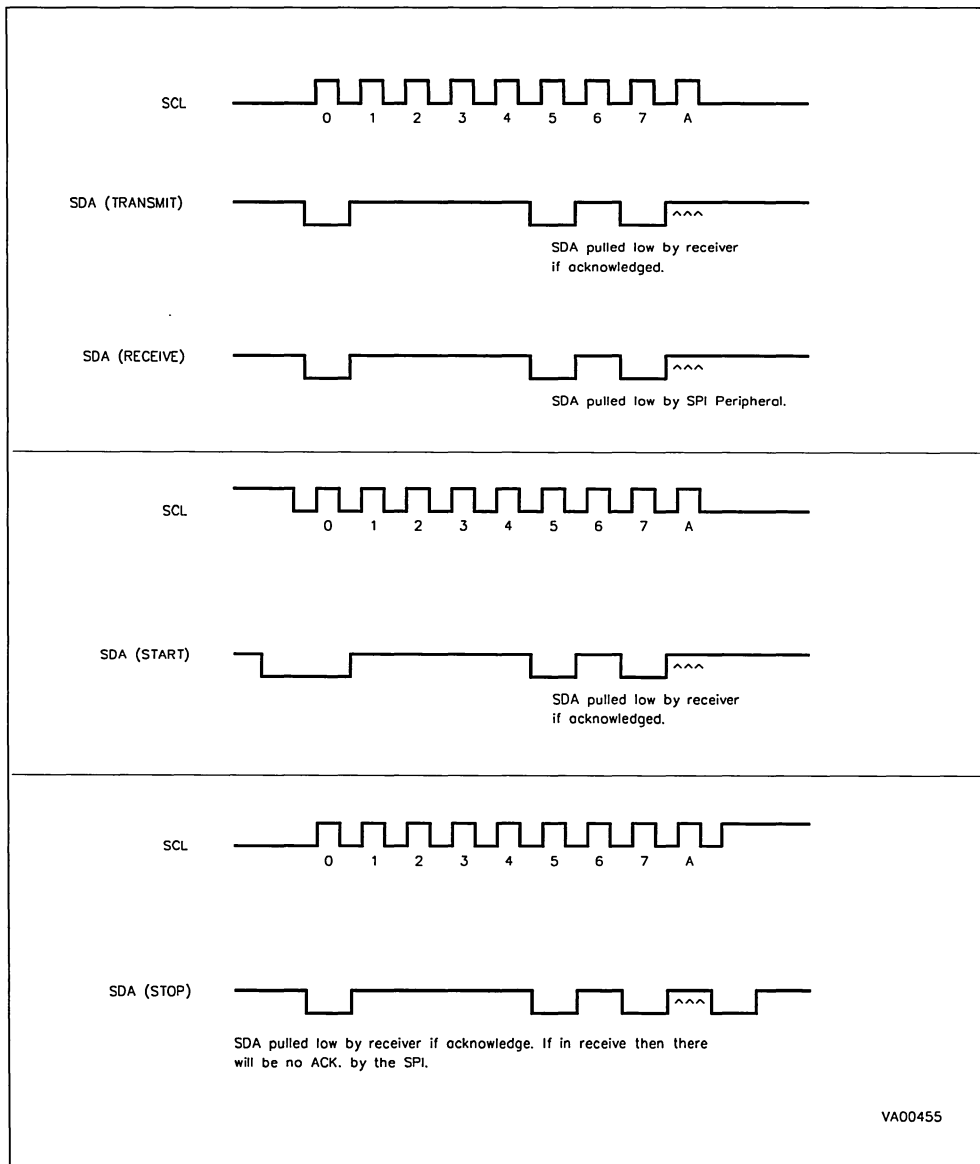 SCL
0 1 2 3 4 5 6 7 A
SDA (TRANSMIT)
^^^
SDA pulled low by receiver
if acknowledged.
SDA (RECEIVE)
^^^
SDA pulled low by SPI Peripheral.
SCL
0 1 2 3 4 5 6 7 A
SDA (START)
^^^
SDA pulled low by receiver
if acknowledged.
SCL
0 1 2 3 4 5 6 7 A
SDA (STOP)
^^^
SDA pulled low by receiver if acknowledge. If in receive then there
will be no ACK. by the SPI.
VA00455